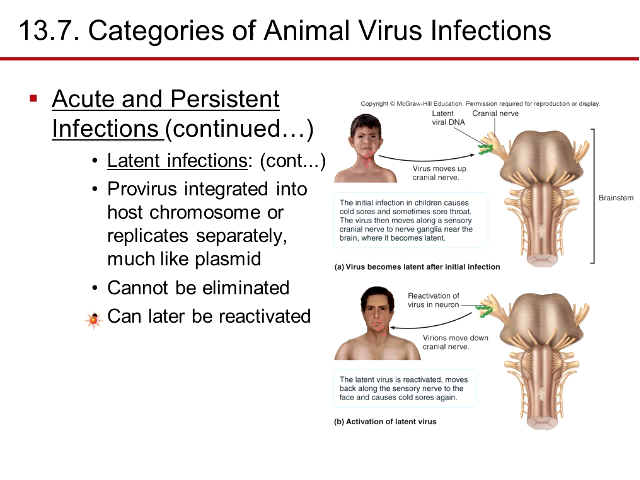 13.7. Categories of Animal Virus Infections
▪ Acute and Persistent
Infections (continued…)
• Latent infections: (cont...)
• Provirus integrated into
host chromosome or
replicates separately,
much like plasmid
• Cannot be eliminated
Can later be reactivated
Copyright © McGraw-Hill Education. Permission required for reproduction or display.
Latent
viral DNA
Cranial nerve
Virus moves up
cranial nerve.
Brainstem
The initial infection in children causes
cold sores and sometimes sore throat.
The virus then moves along a sensory
cranial nerve to nerve ganglia near the
brain, where it becomes latent.
(a) Virus becomes latent after initial infection
Reactivation of
virus in neuron
Virions move down
cranial nerve.
The latent virus is reactivated, moves
back along the sensory nerve to the
face and causes cold sores again.
(b) Activation of latent virus